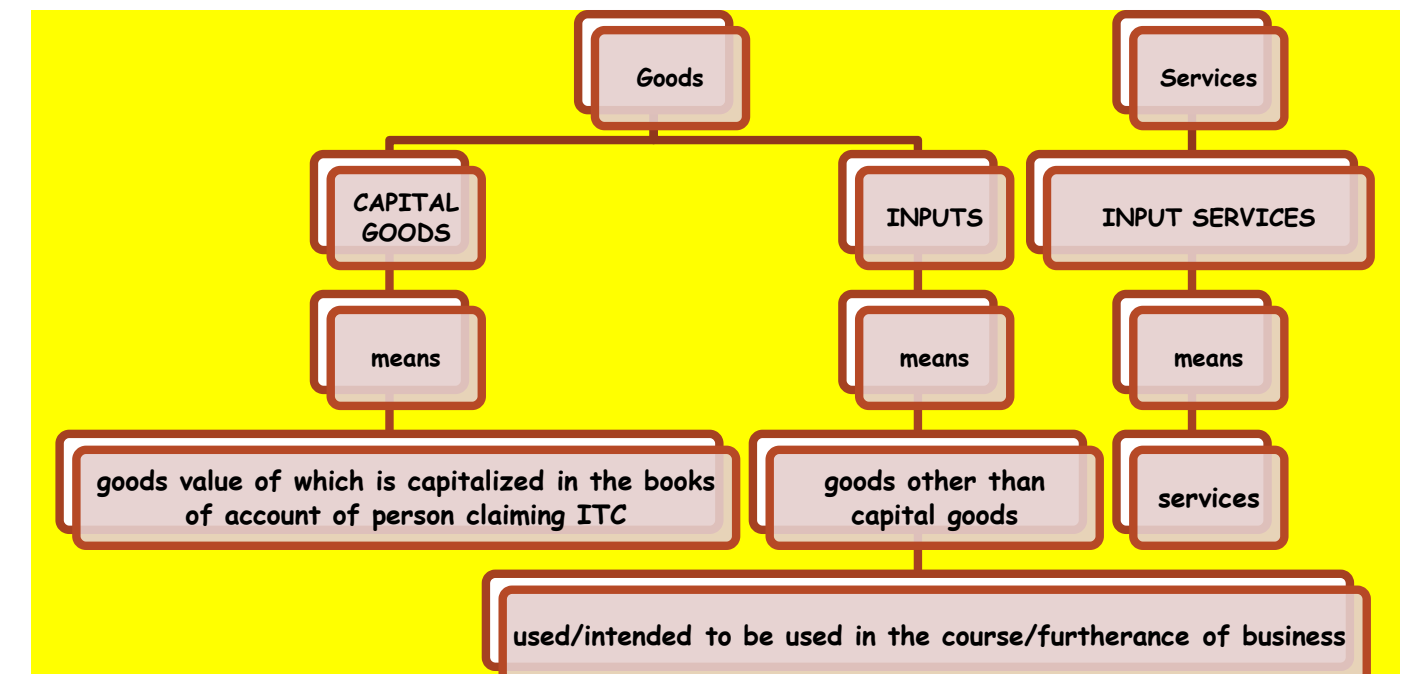 Goods
Services
CAPITAL
GOODS
INPUTS
INPUT SERVICES
means
means
means
goods value of which is capitalized in the books
of account of person claiming ITC
goods other than
capital goods
services
used/intended to be used in the course/furtherance of business